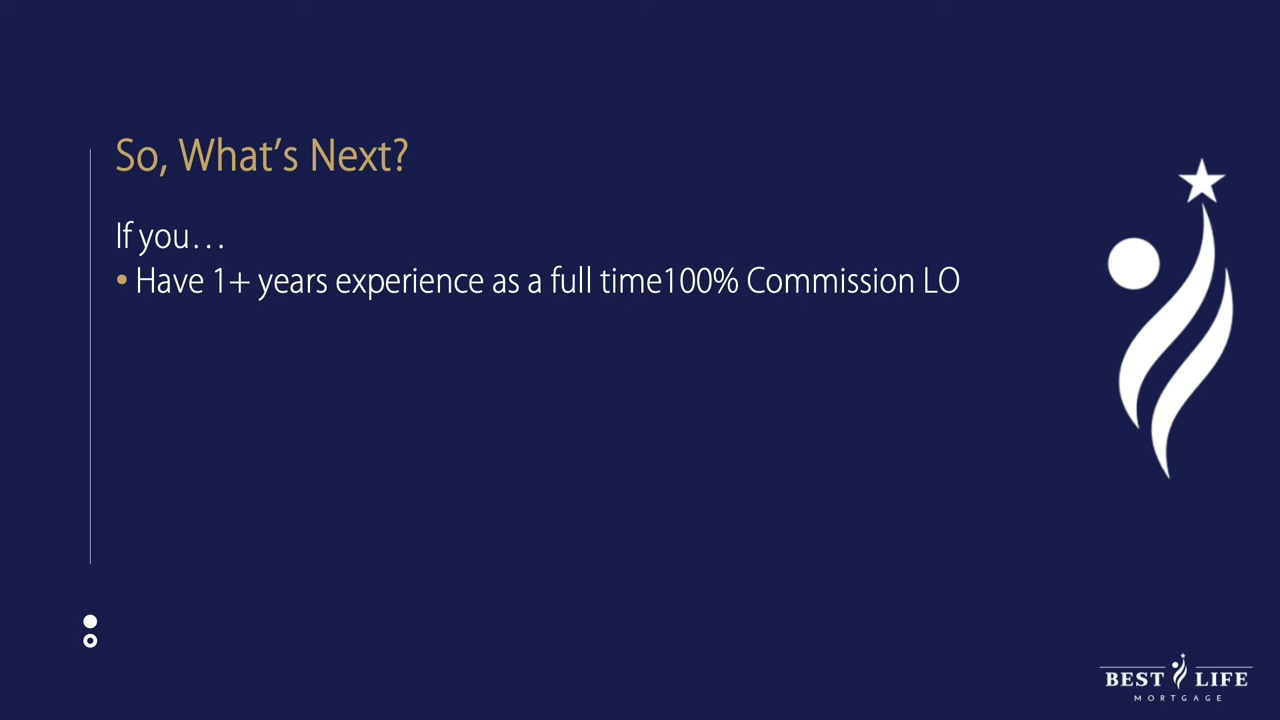 So, What’s Next?
If you…
• Have 1+ years experience as a full time100% Commission LO
BEST LIFE
MORTGAGE